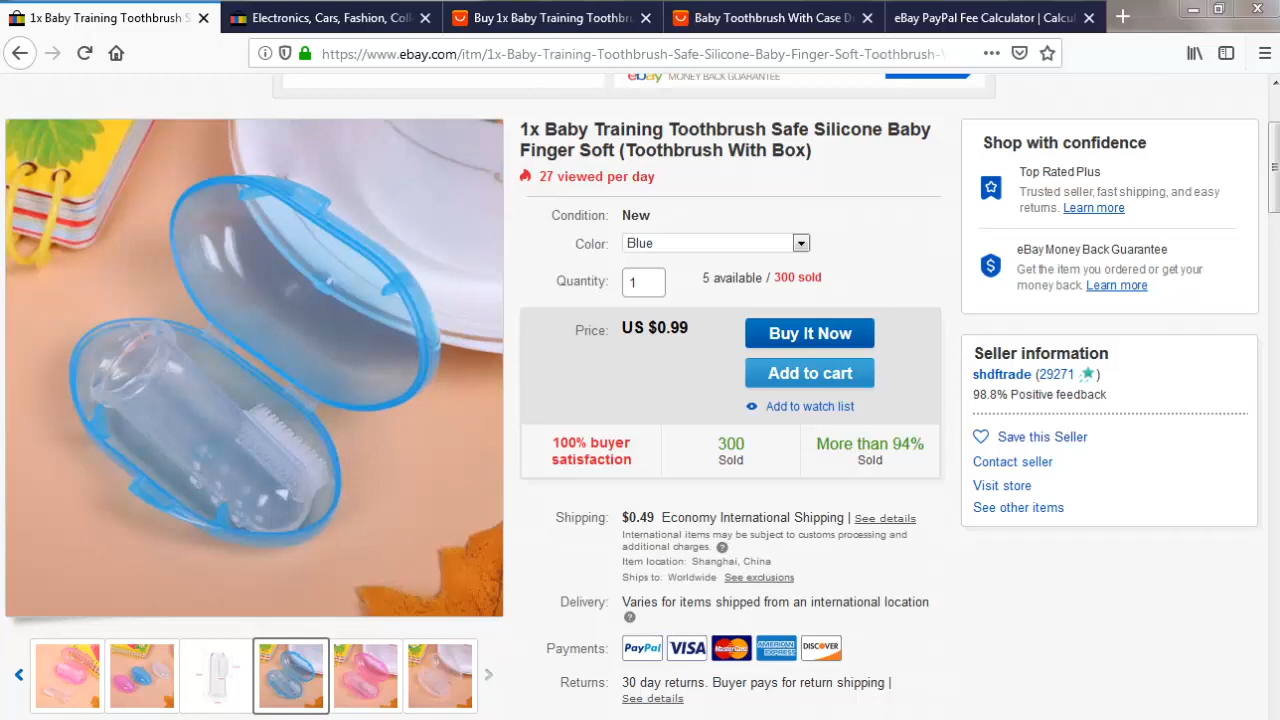 1x Baby Training Toothbrush S
Electronics, Cars, Fashion, Coll
Buy 1x Baby Training Toothbru
Baby Toothbrush With Case D
eBay PayPal Fee Calculator | Calcul
https://www.ebay.com/itm/1x-Baby-Training-Toothbrush-Safe-Silicone-Baby-Finger-Soft-Toothbrush-
ebay MONEY BACK GUARANTEE
1x Baby Training Toothbrush Safe Silicone Baby
Finger Soft (Toothbrush With Box)
27 viewed per day
Condition: New
Color: Blue
Quantity: 1 5 available / 300 sold
Price: US $0.99 Buy It Now
Add to cart
Add to watch list
100% buyer
satisfaction
300
Sold
More than 94%
Sold
Shipping: $0.49 Economy International Shipping | See details
International items may be subject to customs processing and
additional charges. ?
Item location: Shanghai, China
Ships to: Worldwide See exclusions
Delivery: Varies for items shipped from an international location
?
Payments: PayPal VISA MasterCard AMERICAN EXPRESS DISCOVER
Returns: 30 day returns. Buyer pays for return shipping |
See details
Shop with confidence
Top Rated Plus
Trusted seller, fast shipping, and easy
returns. Learn more
eBay Money Back Guarantee
Get the item you ordered or get your
money back. Learn more
Seller information
shdftrade (29271 )
98.8% Positive feedback
Save this Seller
Contact seller
Visit store
See other items